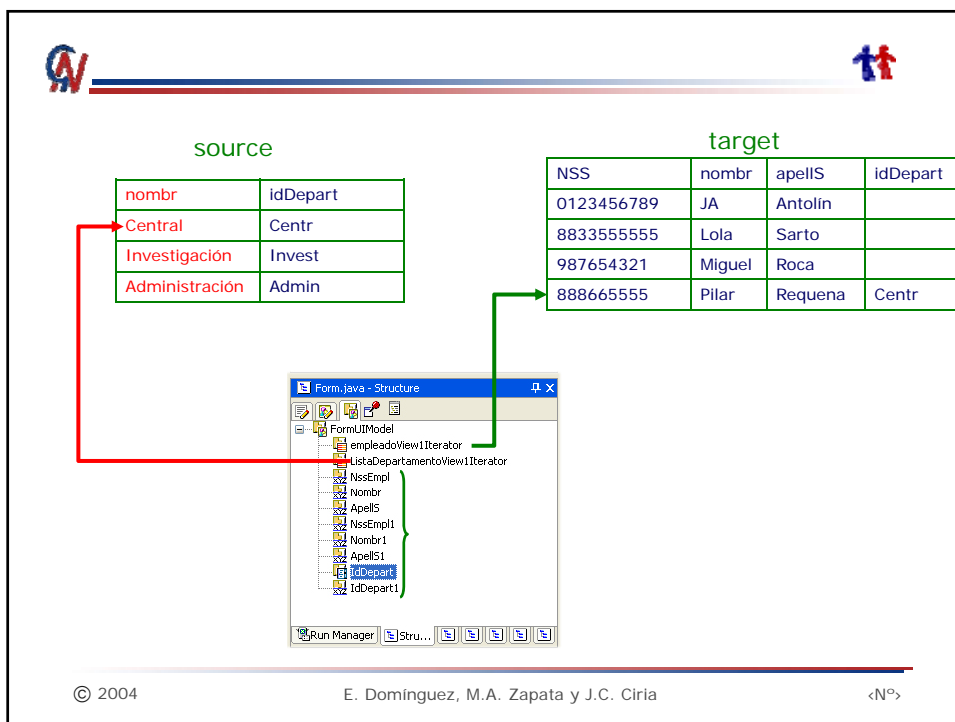 source
target
nombr idDepart
Central Centr
Investigación Invest
Administración Admin
NSS nombr apellS idDepart
0123456789 JA Antolín
8833555555 Lola Sarto
987654321 Miguel Roca
888665555 Pilar Requena Centr
Form.java - Structure
FormUIModel
empleadoView1Iterator
ListaDepartamentoView1Iterator
NssEmpl
Nombr
ApellS
NssEmpl1
Nombr1
ApellS1
IdDepart
IdDepart1
Run Manager Stru...
© 2004 E. Domínguez, M.A. Zapata y J.C. Ciria ‹Nº›